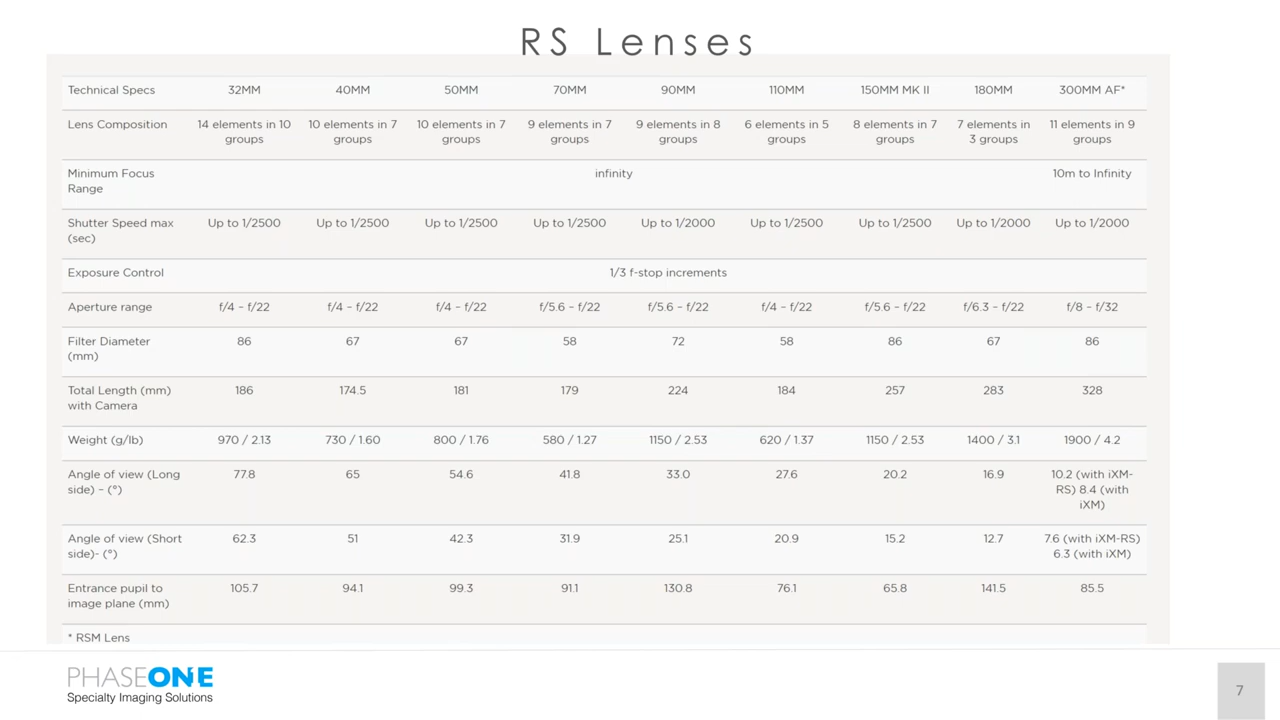 RS Lenses
Technical Specs 32MM 40MM 50MM 70MM 90MM 110MM 150MM MK II 180MM 300MM AF*
Lens Composition 14 elements in 10 10 elements in 7 10 elements in 7 9 elements in 7 9 elements in 8 6 elements in 5 8 elements in 7 7 elements in 11 elements in 9
groups groups groups groups groups groups groups 3 groups groups
Minimum Focus infinity 10m to Infinity
Range
Shutter Speed max Up to 1/2500 Up to 1/2500 Up to 1/2500 Up to 1/2500 Up to 1/2000 Up to 1/2500 Up to 1/2500 Up to 1/2000 Up to 1/2000
(sec)
Exposure Control 1/3 f-stop increments
Aperture range f/4 – f/22 f/4 – f/22 f/4 – f/22 f/5.6 – f/22 f/5.6 – f/22 f/4 – f/22 f/5.6 – f/22 f/6.3 – f/22 f/8 – f/32
Filter Diameter 86 67 67 58 72 58 86 67 86
(mm)
Total Length (mm) 186 174.5 181 179 224 184 257 283 328
with Camera
Weight (g/lb) 970 / 2.13 730 / 1.60 800 / 1.76 580 / 1.27 1150 / 2.53 620 / 1.37 1150 / 2.53 1400 / 3.1 1900 / 4.2
Angle of view (Long 77.8 65 54.6 41.8 33.0 27.6 20.2 16.9 10.2 (with iXM-
side) – (°) RS) 8.4 (with
iXM)
Angle of view (Short 62.3 51 42.3 31.9 25.1 20.9 15.2 12.7 7.6 (with iXM-RS)
side)- (°) 6.3 (with iXM)
Entrance pupil to 105.7 94.1 99.3 91.1 130.8 76.1 65.8 141.5 85.5
image plane (mm)
* RSM Lens
PHASEONE
Specialty Imaging Solutions
7